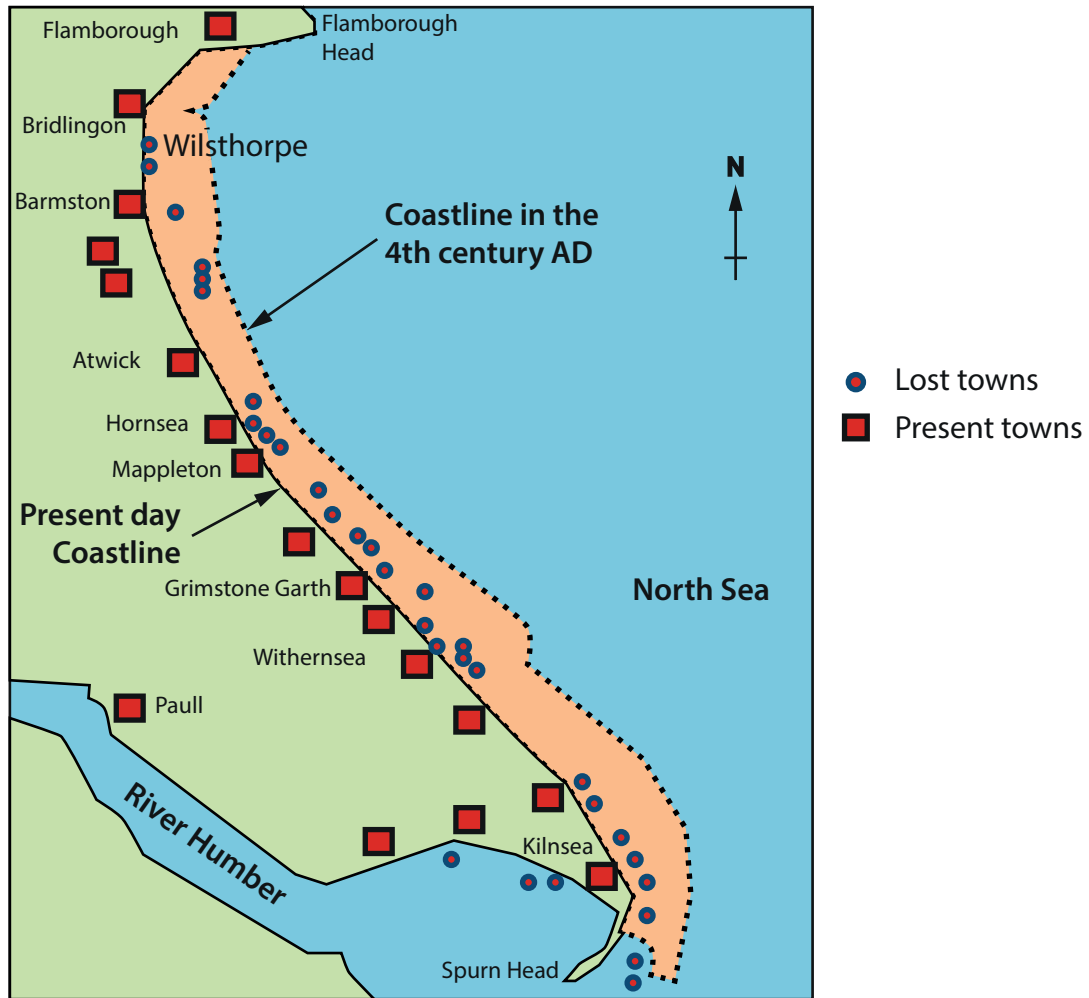 Flamborough
Flamborough
Head
Bridlingon
Wilsthorpe
Barmston
N
Coastline in the
4th century AD
Atwick
Lost towns
Hornsea
Present towns
Mappleton
Present day
Coastline
Grimstone Garth
North Sea
Withernsea
Paull
River Humber
Kilnsea
Spurn Head